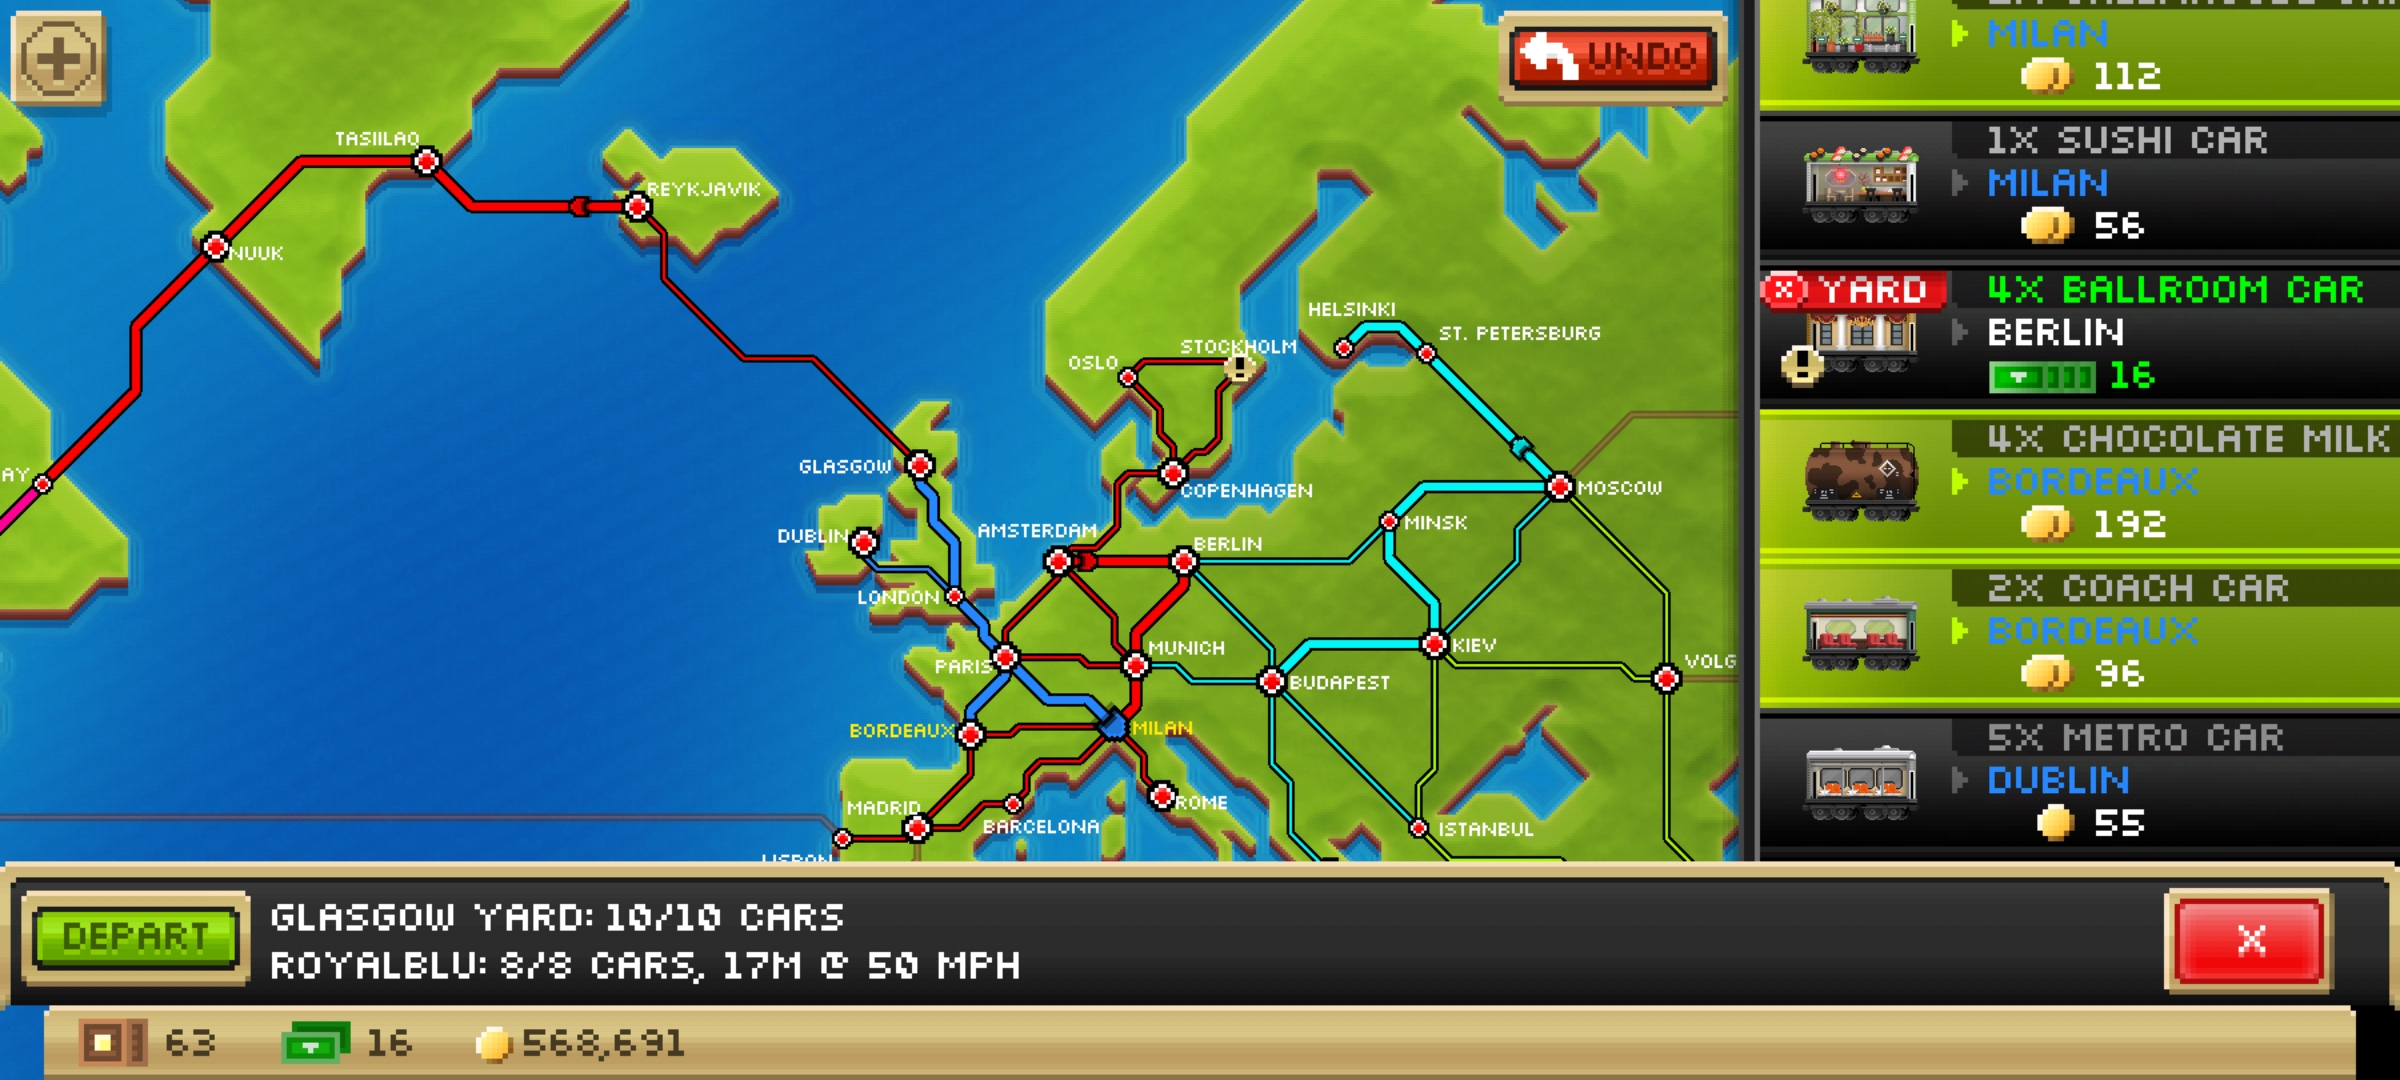 UNDO
TASIILAQ
REYKJAVIK
NUUK
HELSINKI
ST. PETERSBURG
STOCKHOLM
OSLO
GLASGOW
AY
COPENHAGEN
MOSCOW
MINSK
DUBLIN
AMSTERDAM
BERLIN
LONDON
PARIS
MUNICH
KIEV
BUDAPEST
VOLG
BORDEAUX
MILAN
MADRID
ROME
BARCELONA
ISTANBUL
LISBON
MILAN
112
1X SUSHI CAR
MILAN
56
YARD
4X BALLROOM CAR
BERLIN
16
4X CHOCOLATE MILK
BORDEAUX
192
2X COACH CAR
BORDEAUX
96
5X METRO CAR
DUBLIN
55
DEPART
GLASGOW YARD: 10/10 CARS
ROYALBLU: 8/8 CARS, 17M @ 50 MPH
X
63
16
568,691